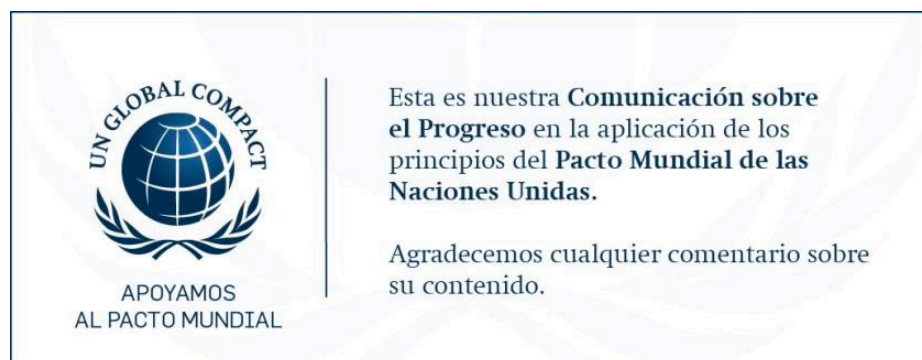 UN GLOBAL COMPACT
APOYAMOS
AL PACTO MUNDIAL
Esta es nuestra Comunicación sobre
el Progreso en la aplicación de los
principios del Pacto Mundial de las
Naciones Unidas.
Agradecemos cualquier comentario sobre
su contenido.